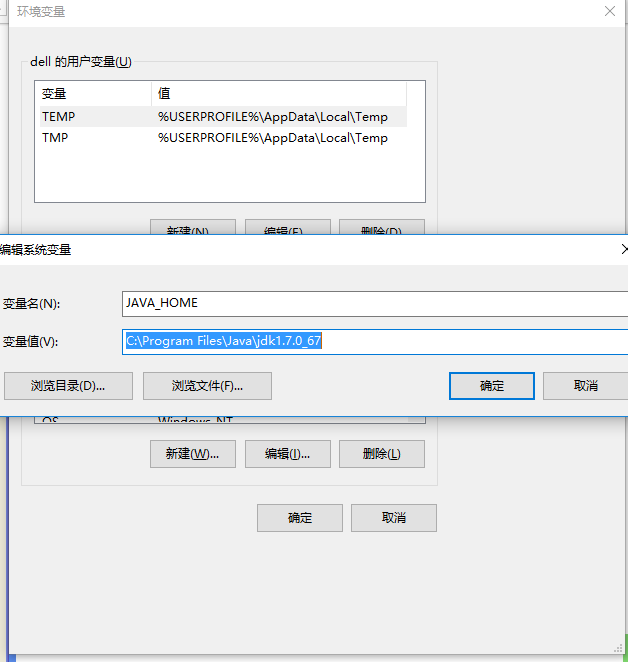 环境变量
dell 的用户变量(U)
变量 值
TEMP %USERPROFILE%\AppData\Local\Temp
TMP %USERPROFILE%\AppData\Local\Temp
新建(N) 编辑(E) 删除(D)
编辑系统变量
变量名(N): JAVA_HOME
变量值(V): C:\Program Files\Java\jdk1.7.0_67
浏览目录(D)... 浏览文件(F)... 确定 取消
OS Windows_NT
新建(W)... 编辑(I)... 删除(L)
确定 取消